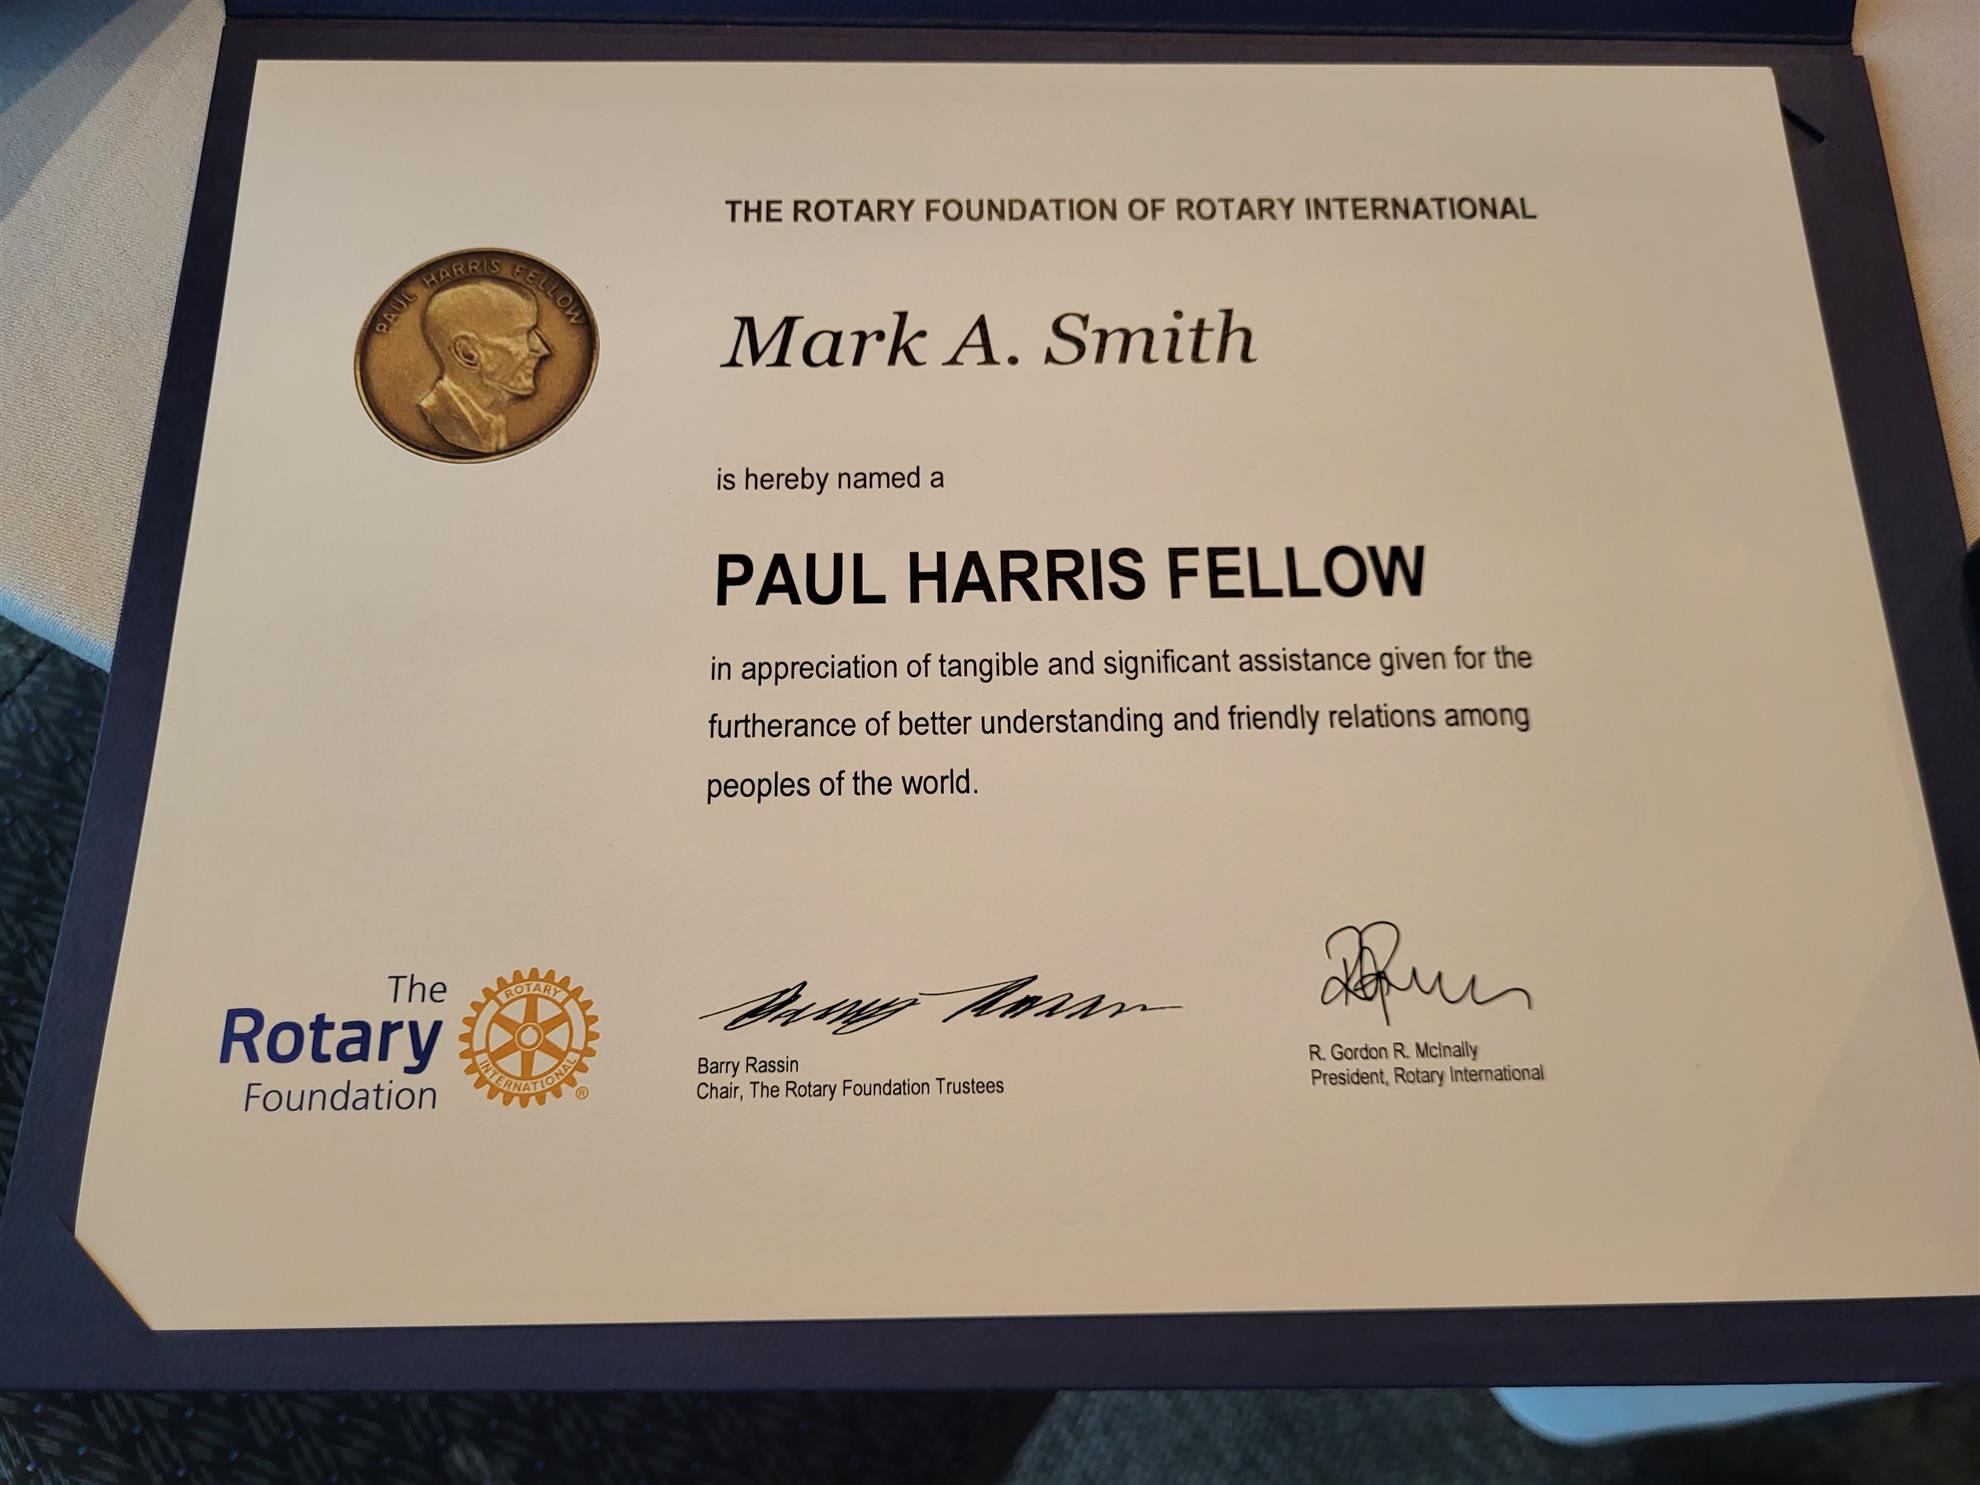 THE ROTARY FOUNDATION OF ROTARY INTERNATIONAL
PAUL HARRIS FELLOW
Mark A. Smith
is hereby named a
PAUL HARRIS FELLOW
in appreciation of tangible and significant assistance given for the
furtherance of better understanding and friendly relations among
peoples of the world.
The
Rotary
Foundation
ROTARY
INTERNATIONAL
®
Barry Rassin
Barry Rassin
Chair, The Rotary Foundation Trustees
R. Gordon R. McInally
President, Rotary International